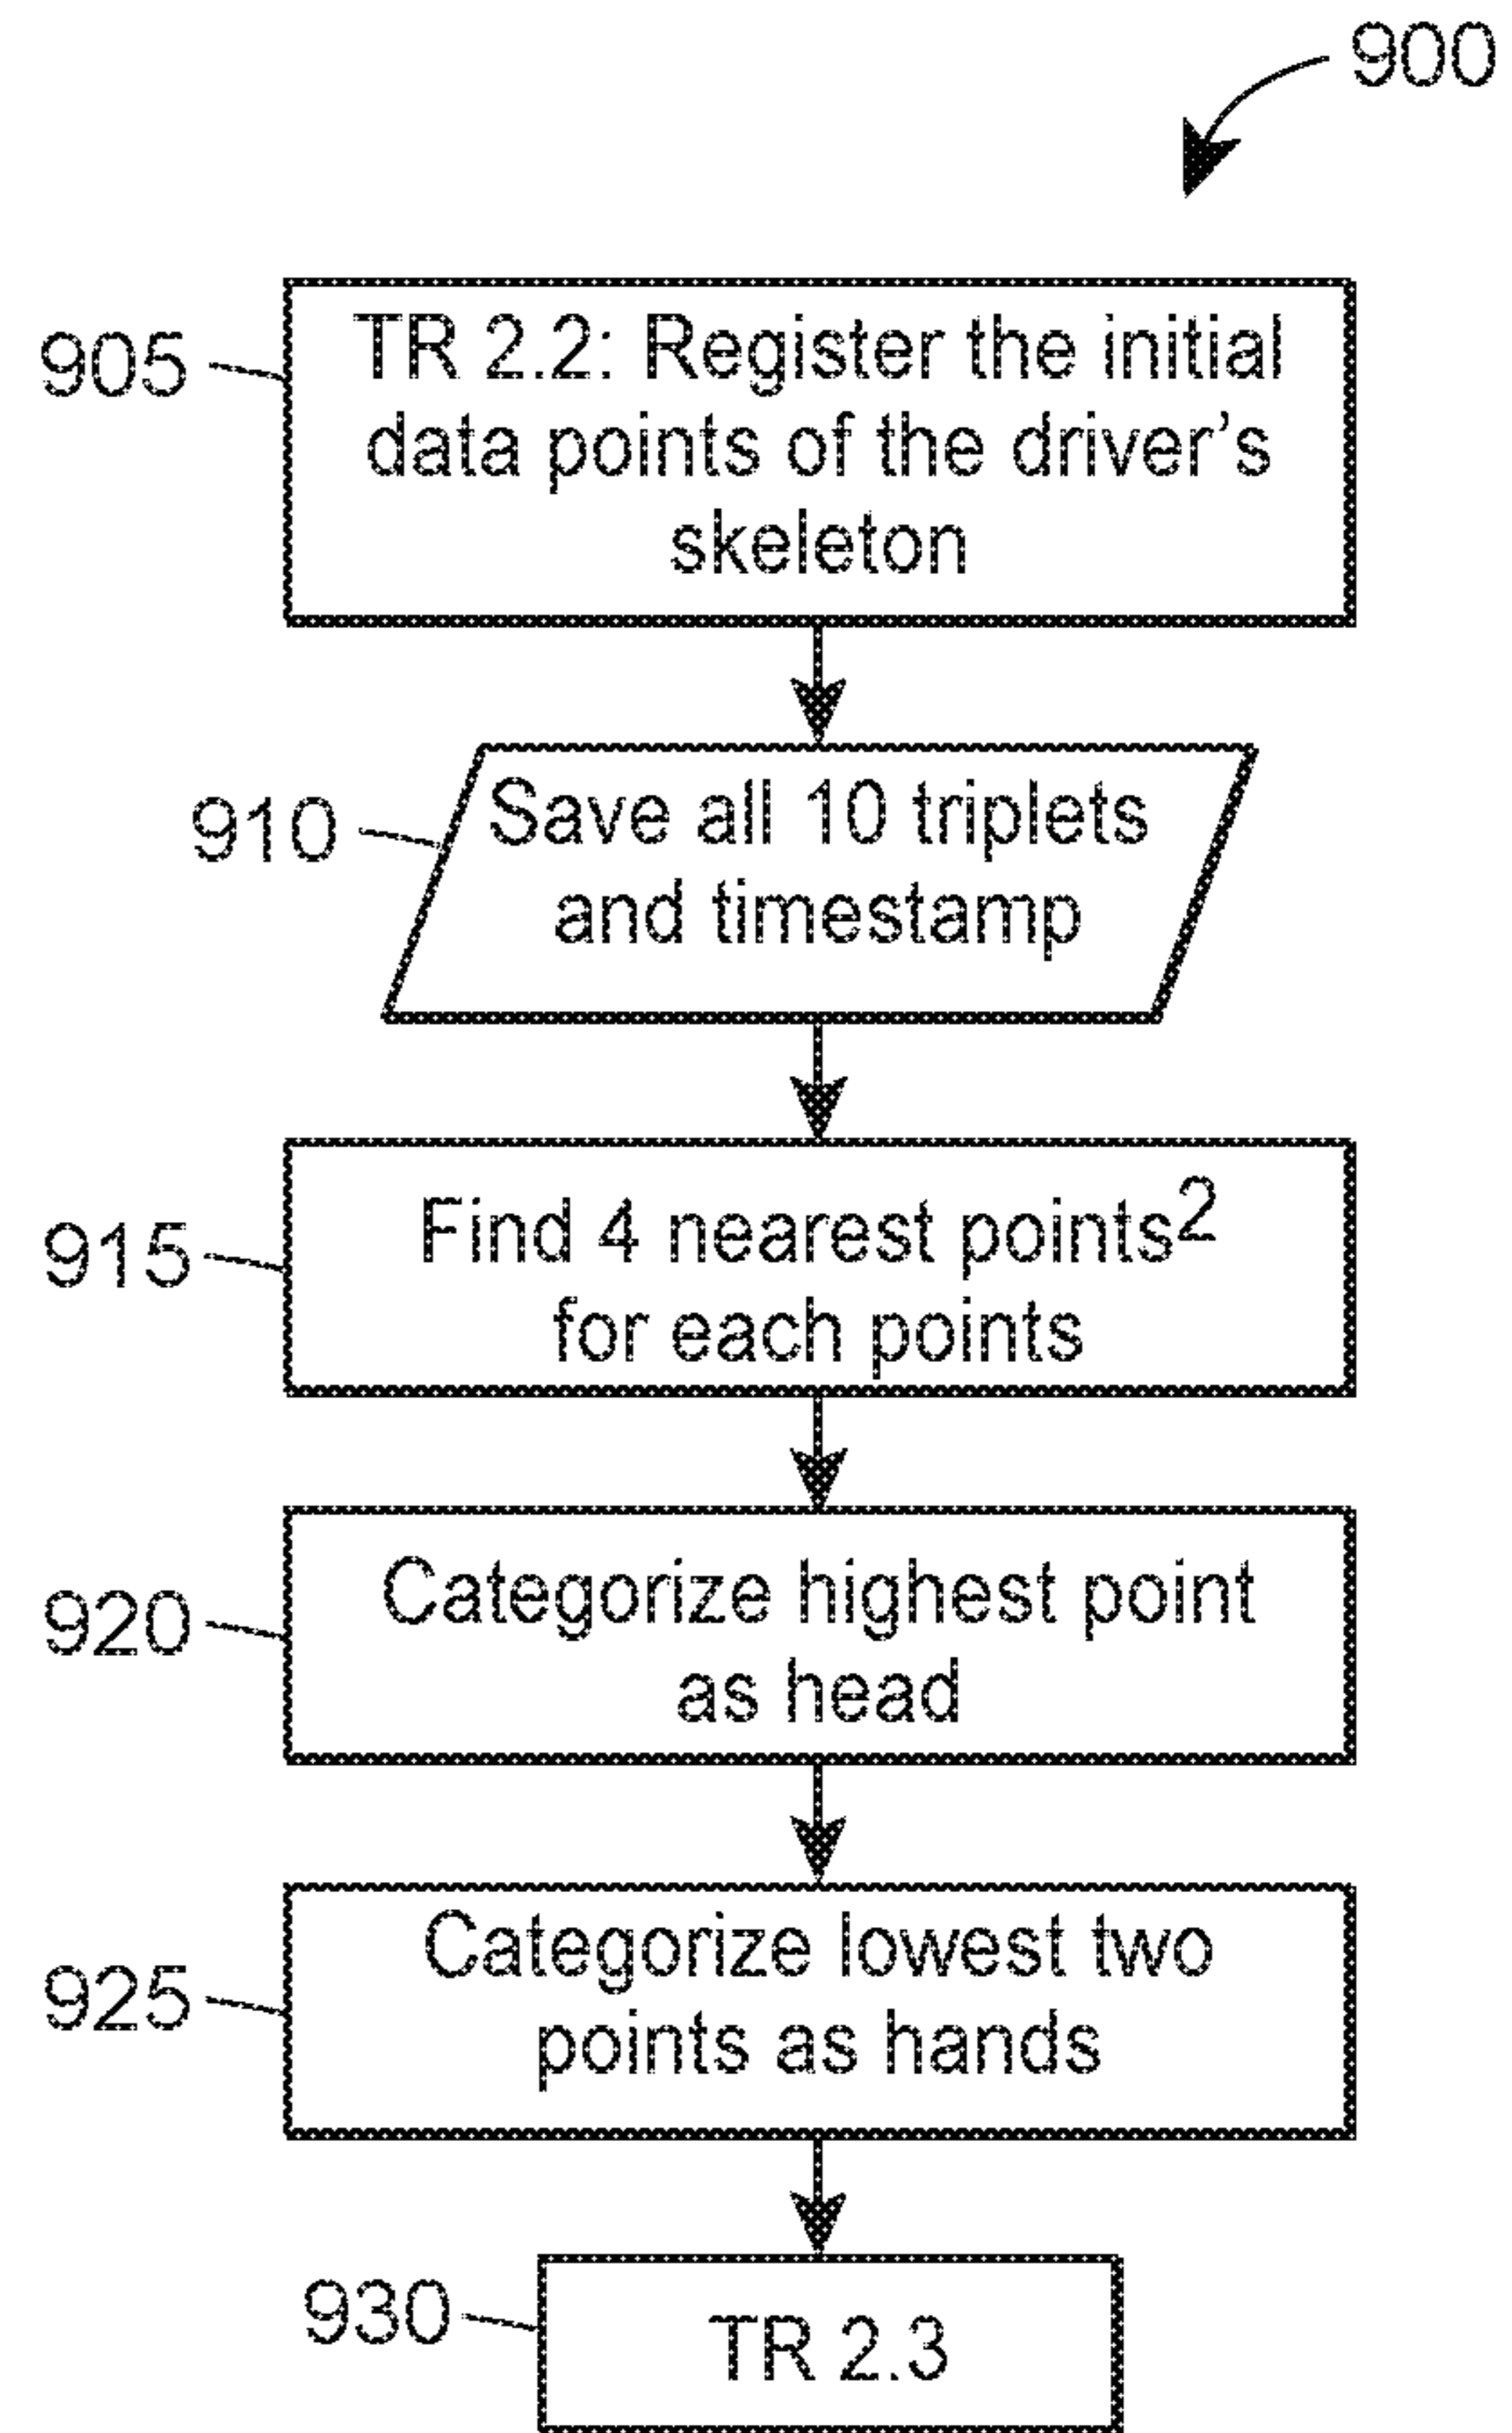 900
905
TR 2.2: Register the initial
data points of the driver's
skeleton
910
Save all 10 triplets
and timestamp
915
Find 4 nearest points2
for each points
920
Categorize highest point
as head
925
Categorize lowest two
points as hands
930
TR 2.3